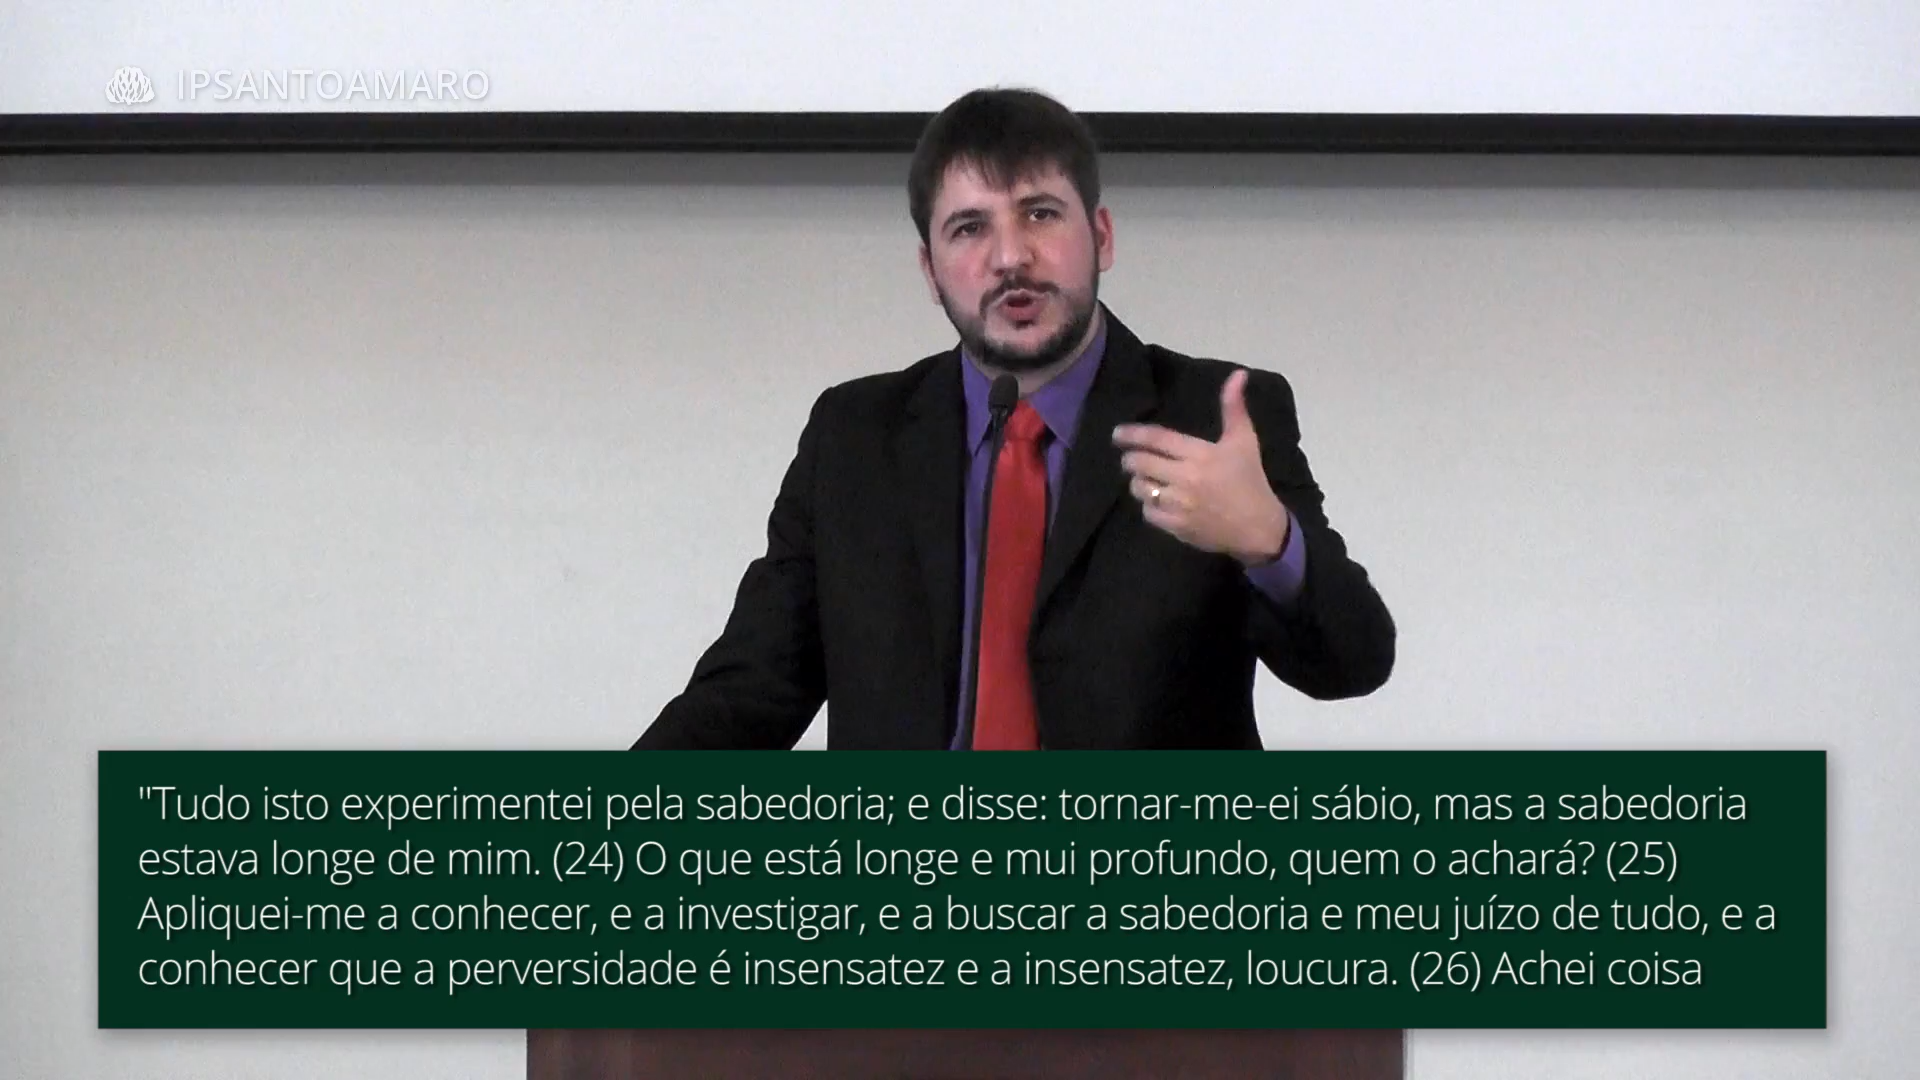 IPSANTOAMARO
"Tudo isto experimentei pela sabedoria; e disse: tornar-me-ei sábio, mas a sabedoria
estava longe de mim. (24) O que está longe e mui profundo, quem o achará? (25)
Apliquei-me a conhecer, e a investigar, e a buscar a sabedoria e meu juízo de tudo, e a
conhecer que a perversidade é insensatez e a insensatez, loucura. (26) Achei coisa